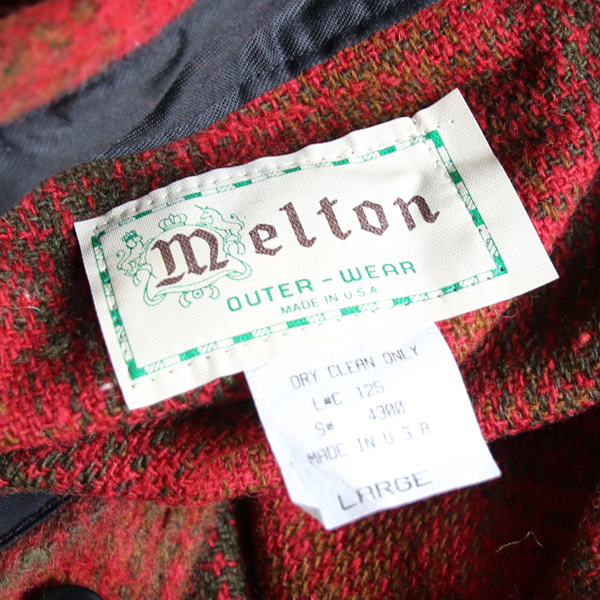 Melton
OUTER-WEAR
MADE IN U.S.A
DRY CLEAN ONLY
L#C 125
S# 4300
MADE IN U S A
LARGE